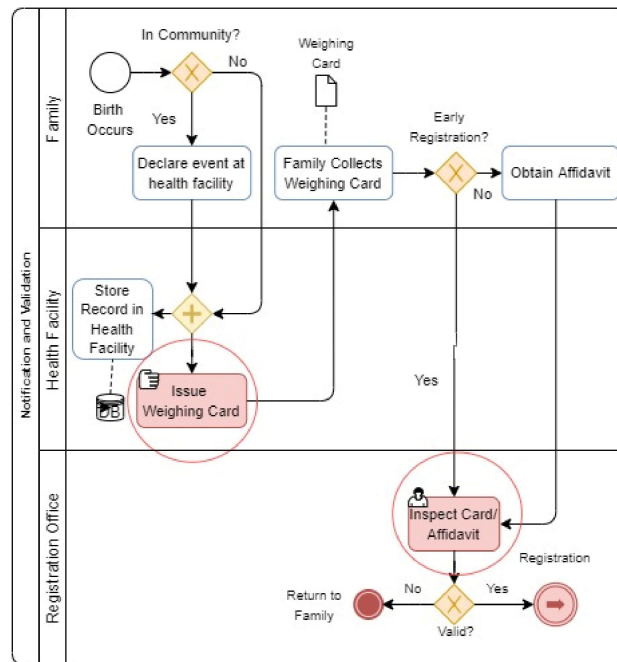 Notification and Validation
Family
In Community?
No
Birth
Occurs
Yes
Declare event at
health facility
Weighing
Card
Family Collects
Weighing Card
Early
Registration?
No
Obtain Affidavit
Health Facility
Store
Record in
Health
Facility
DB
Issue
Weighing Card
Yes
Registration Office
Inspect Card/
Affidavit
Registration
Return to
Family
No
Yes
Valid?